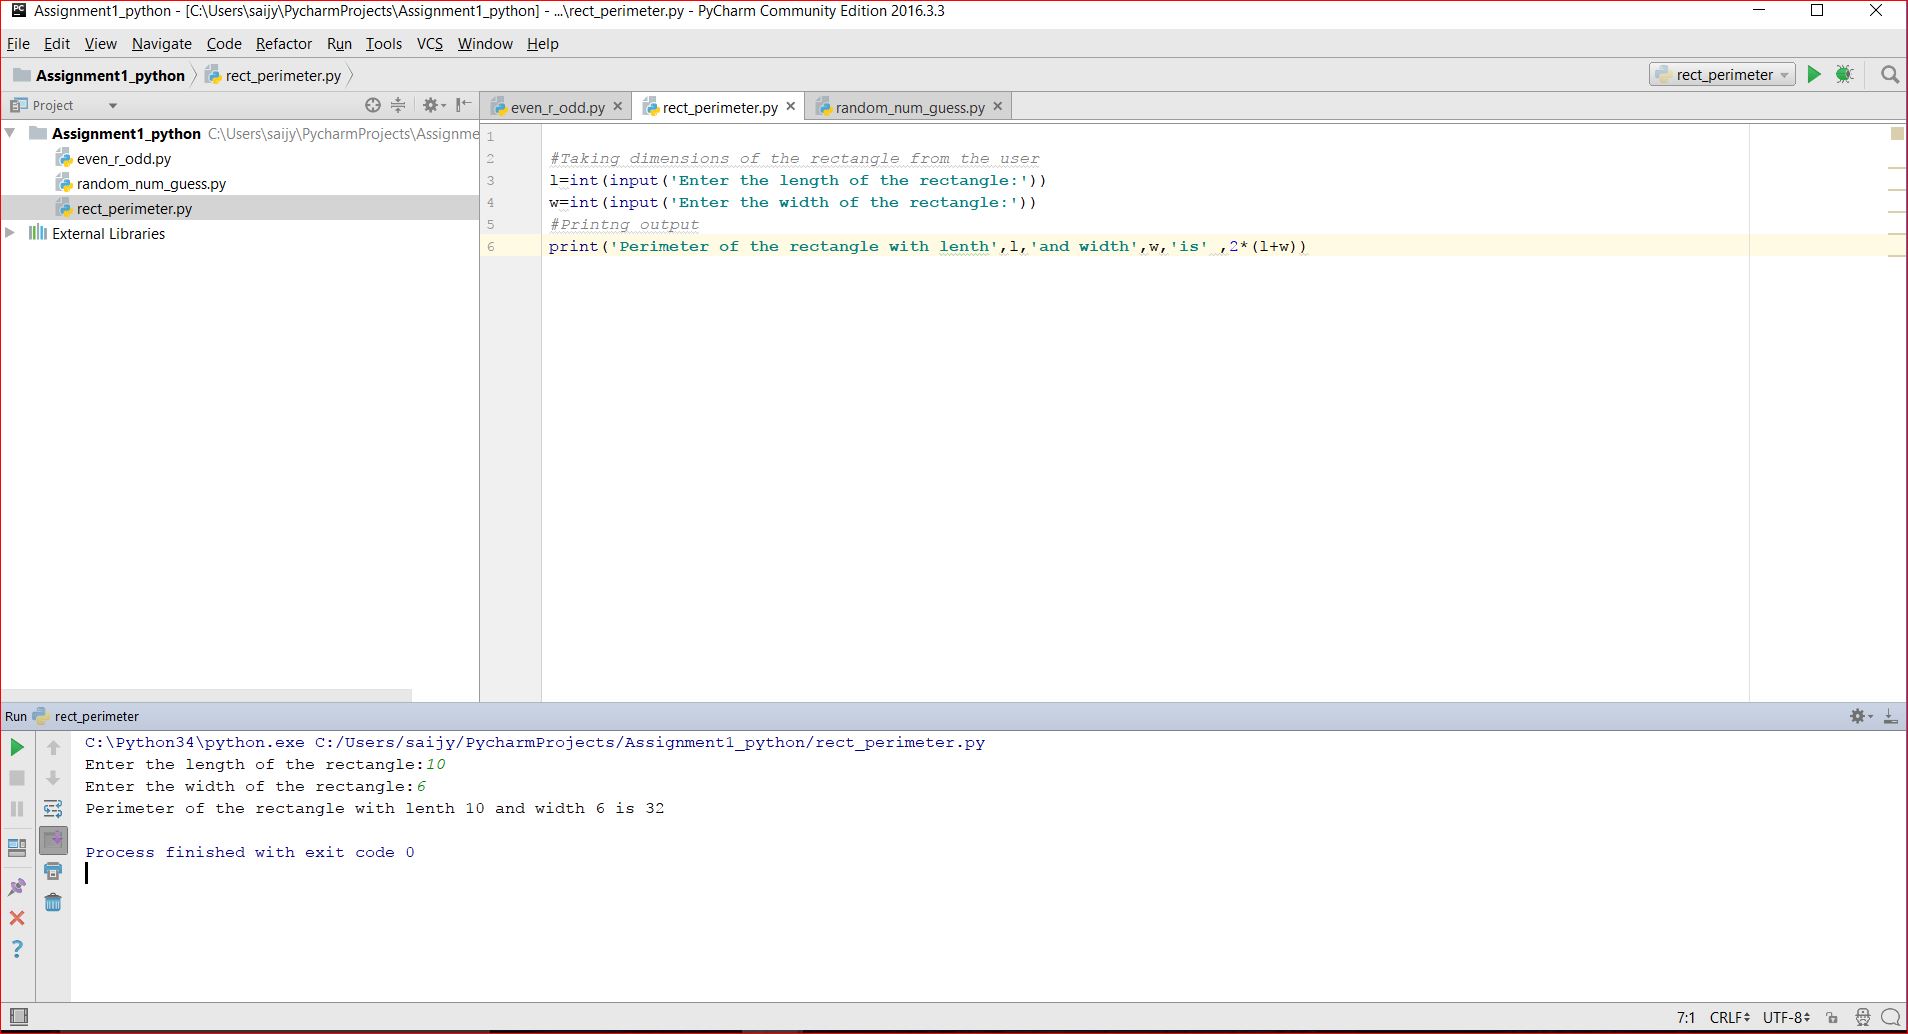 PC Assignment1_python - [C:\Users\saijy\PycharmProjects\Assignment1_python] - ...\rect_perimeter.py - PyCharm Community Edition 2016.3.3
File Edit View Navigate Code Refactor Run Tools VCS Window Help
Assignment1_python rect_perimeter.py rect_perimeter
Project even_r_odd.py rect_perimeter.py random_num_guess.py
Assignment1_python C:\Users\saijy\PycharmProjects\Assignme
even_r_odd.py
random_num_guess.py
rect_perimeter.py
External Libraries
1
2 #Taking dimensions of the rectangle from the user
3 l=int(input('Enter the length of the rectangle:'))
4 w=int(input('Enter the width of the rectangle:'))
5 #Printng output
6 print('Perimeter of the rectangle with lenth',l,'and width',w,'is' ,2*(l+w))
Run rect_perimeter
C:\Python34\python.exe C:/Users/saijy/PycharmProjects/Assignment1_python/rect_perimeter.py
Enter the length of the rectangle:10
Enter the width of the rectangle:6
Perimeter of the rectangle with lenth 10 and width 6 is 32
Process finished with exit code 0
7:1 CRLF UTF-8